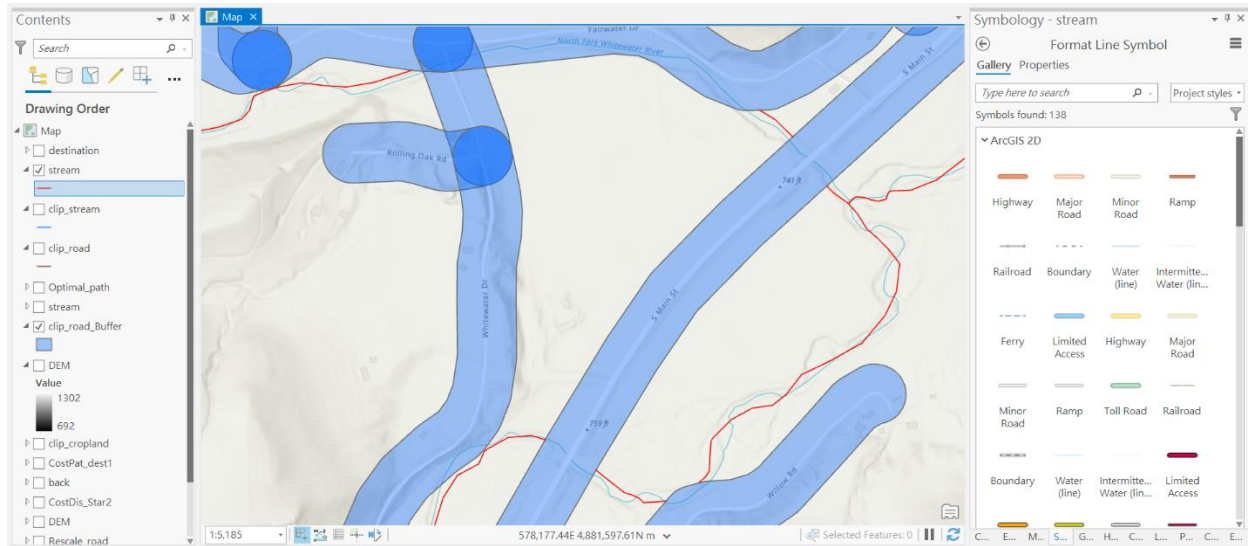 Contents
Search
...
Drawing Order
Map
destination
stream
clip_stream
clip_road
Optimal_path
stream
clip_road_Buffer
DEM
Value
1302
692
clip_cropland
CostPat_dest1
back
CostDis_Star2
DEM
Rescale_road
Map
Fairwater Dr
North Fork Whitewater River
S Main St
Rolling Oak Rd
741 ft
Whitewater Dr
S Main St
759 ft
Willow Rd
1:5,185
578,177.44E 4,881,597.61N m
Selected Features: 0
Symbology - stream
Format Line Symbol
Gallery Properties
Type here to search
Project styles
Symbols found: 138
ArcGIS 2D
Highway Major Road Minor Road Ramp
Railroad Boundary Water (line) Intermitte... Water (lin...
Ferry Limited Access Highway Major Road
Minor Road Ramp Toll Road Railroad
Boundary Water (line) Intermitte... Water (lin... Limited Access
C... E... M... S... G... H... C... L... P... C... E...